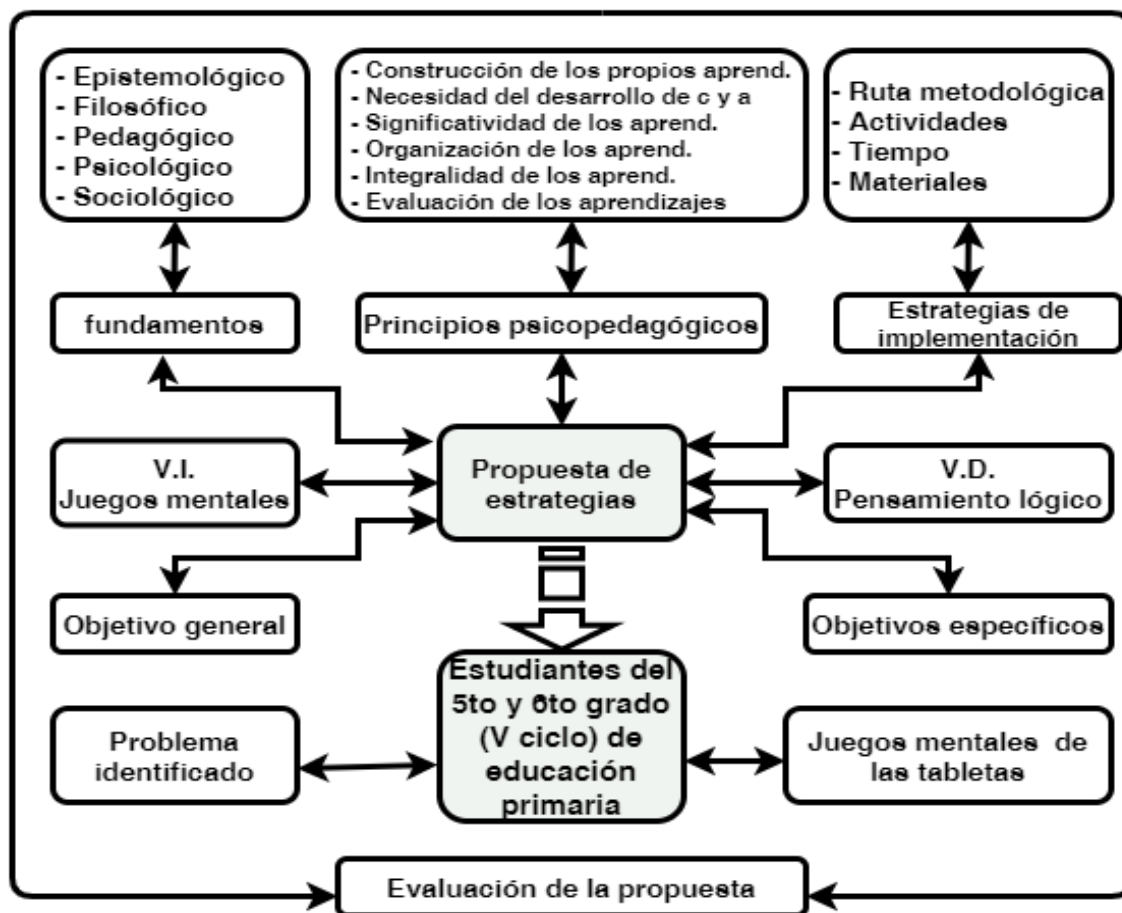 - Epistemológico
- Filosófico
- Pedagógico
- Psicológico
- Sociológico
- Construcción de los propios aprend.
- Necesidad del desarrollo de c y a
- Significatividad de los aprend.
- Organización de los aprend.
- Integralidad de los aprend.
- Evaluación de los aprendizajes
- Ruta metodológica
- Actividades
- Tiempo
- Materiales
fundamentos
Principios psicopedagógicos
Estrategias de
implementación
V.I.
Juegos mentales
Propuesta de
estrategias
V.D.
Pensamiento lógico
Objetivo general
Objetivos específicos
Problema
identificado
Estudiantes del
5to y 6to grado
(V ciclo) de
educación
primaria
Juegos mentales de
las tabletas
Evaluación de la propuesta